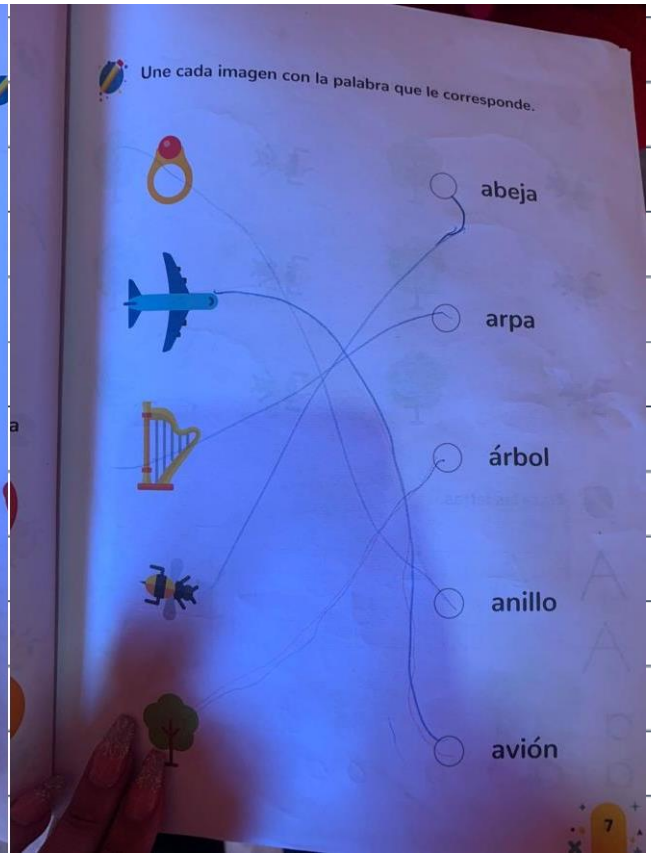 Une cada imagen con la palabra que le corresponde.
abeja
arpa
a
árbol
anillo
avión
7